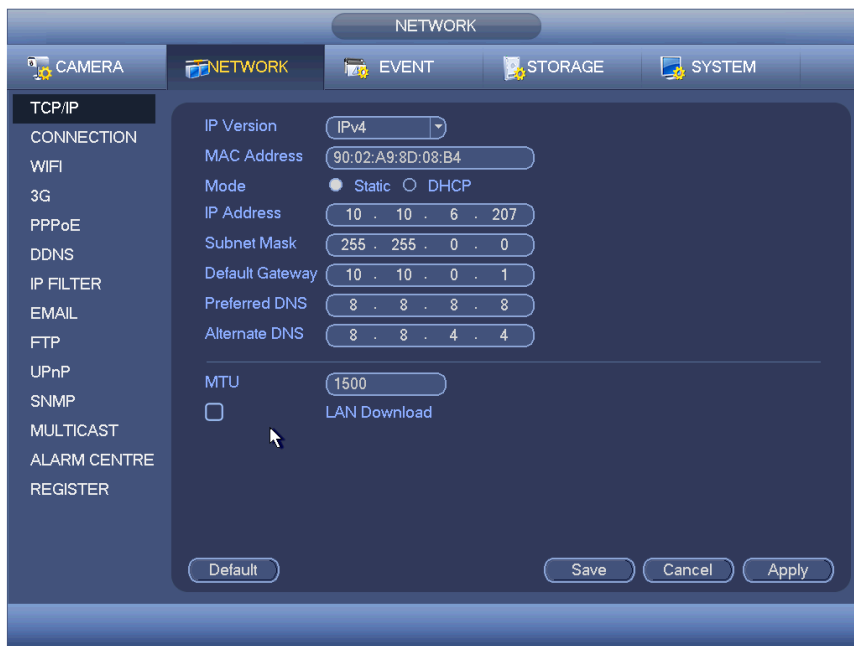 NETWORK
CAMERA NETWORK EVENT STORAGE SYSTEM
TCP/IP
CONNECTION
WIFI
3G
PPPoE
DDNS
IP FILTER
EMAIL
FTP
UPnP
SNMP
MULTICAST
ALARM CENTRE
REGISTER
IP Version IPv4
MAC Address 90:02:A9:8D:08:B4
Mode Static DHCP
IP Address 10 . 10 . 6 . 207
Subnet Mask 255 . 255 . 0 . 0
Default Gateway 10 . 10 . 0 . 1
Preferred DNS 8 . 8 . 8 . 8
Alternate DNS 8 . 8 . 4 . 4
MTU 1500
LAN Download
Default Save Cancel Apply